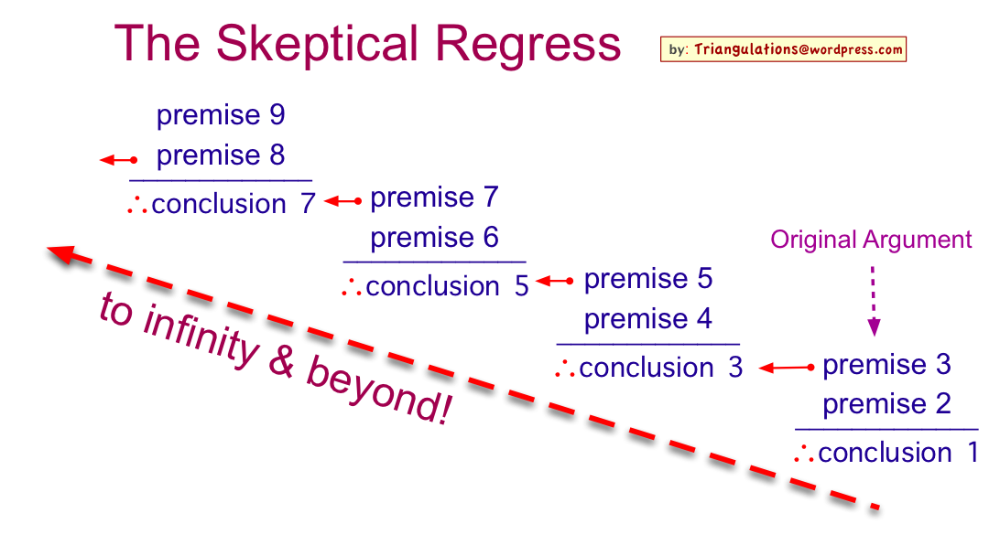 The Skeptical Regress
by: Triangulations@wordpress.com
premise 9
premise 8
∴conclusion 7
premise 7
premise 6
∴conclusion 5
premise 5
premise 4
∴conclusion 3
Original Argument
premise 3
premise 2
∴conclusion 1
to infinity & beyond!